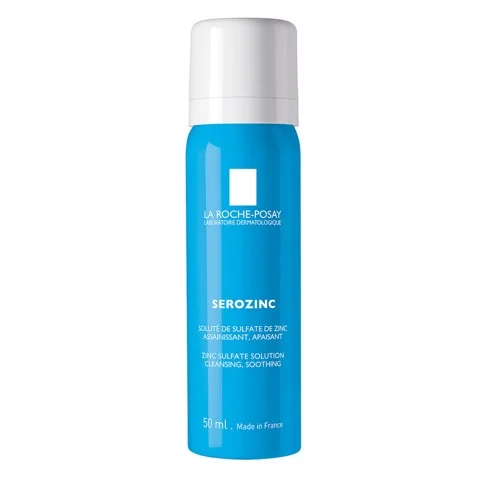 LA ROCHE-POSAY
LABORATOIRE DERMATOLOGIQUE
SEROZINC
SOLUTÉ DE SULFATE DE ZINC
ASSAINISSANT, APAISANT
ZINC SULFATE SOLUTION
CLEANSING, SOOTHING
50 ml. Made in France